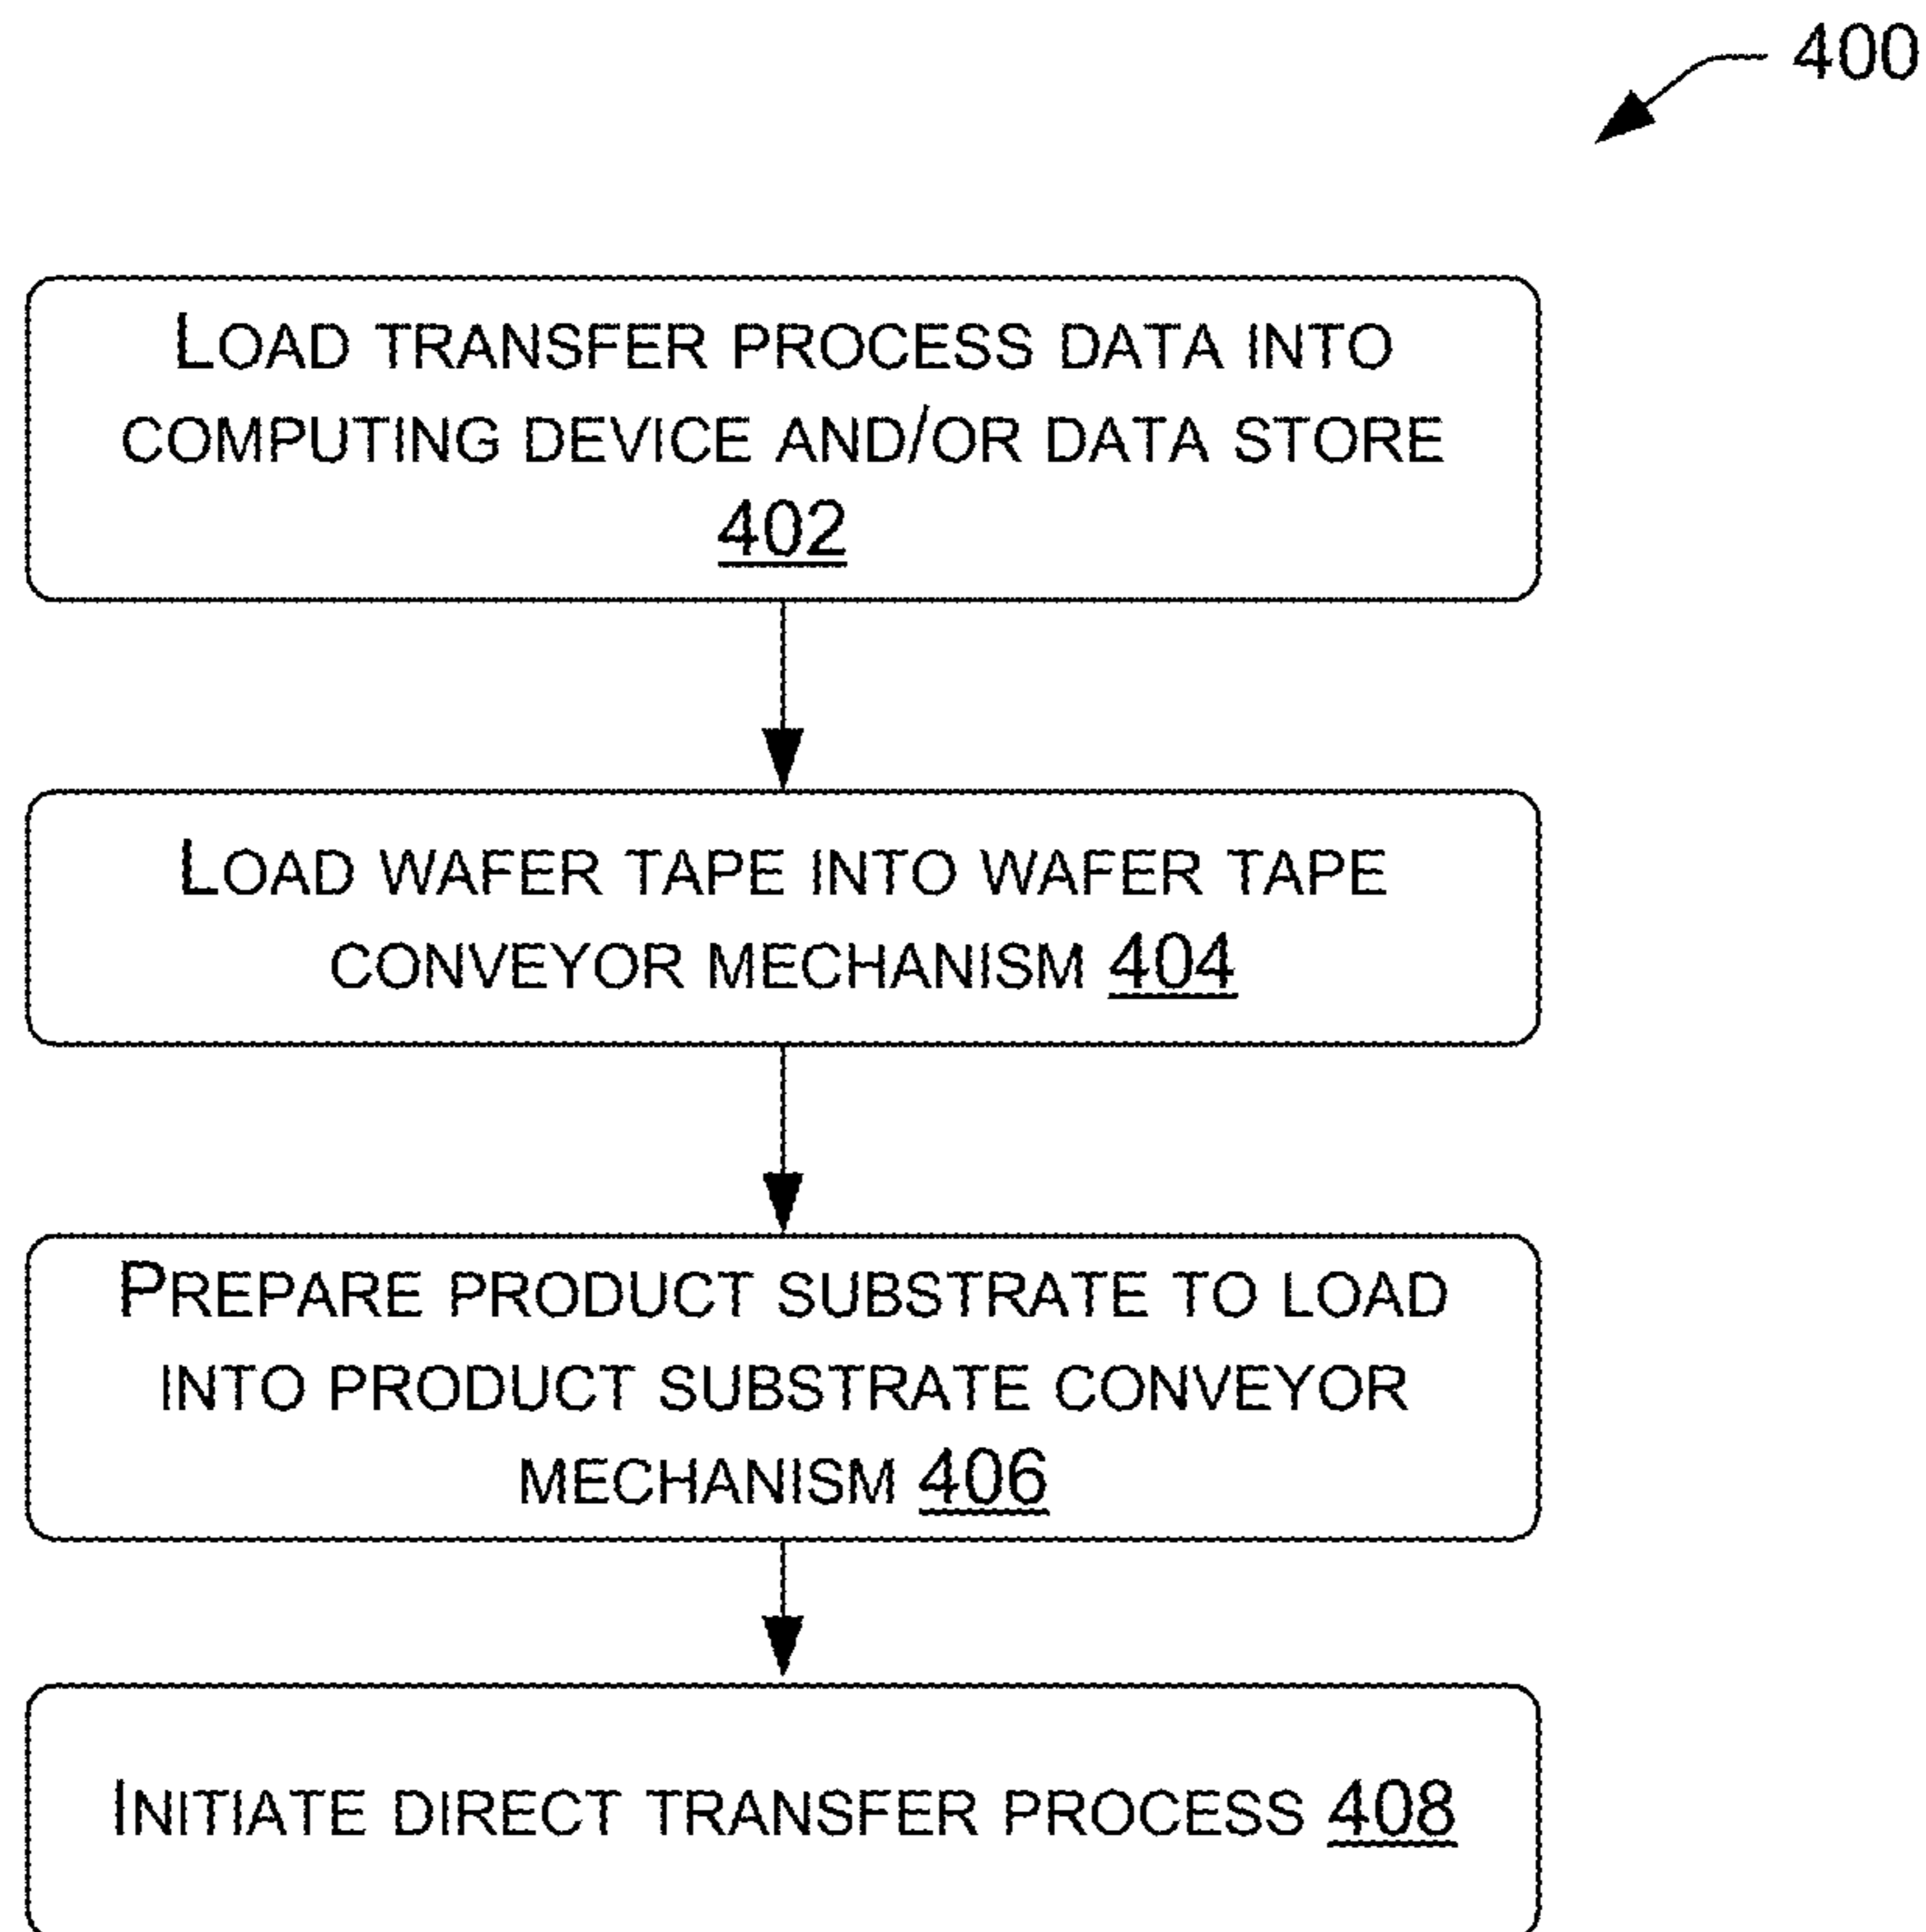 400
LOAD TRANSFER PROCESS DATA INTO
COMPUTING DEVICE AND/OR DATA STORE
402
LOAD WAFER TAPE INTO WAFER TAPE
CONVEYOR MECHANISM 404
PREPARE PRODUCT SUBSTRATE TO LOAD
INTO PRODUCT SUBSTRATE CONVEYOR
MECHANISM 406
INITIATE DIRECT TRANSFER PROCESS 408